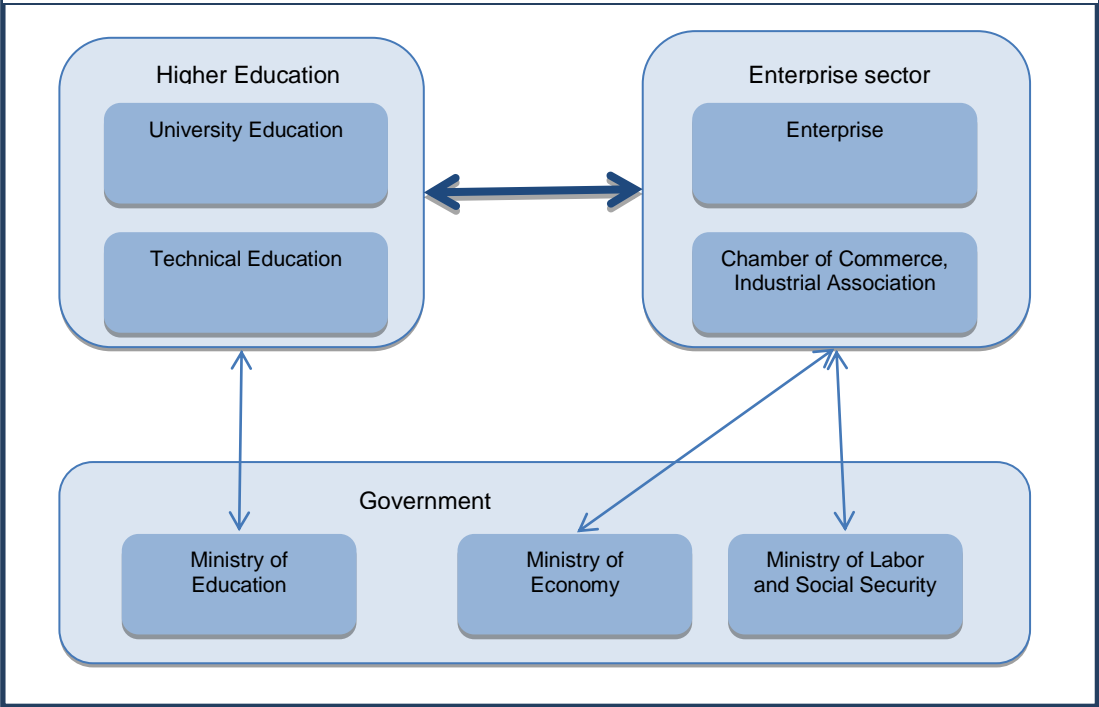 Higher Education
University Education
Technical Education
Enterprise sector
Enterprise
Chamber of Commerce,
Industrial Association
Government
Ministry of
Education
Ministry of
Economy
Ministry of Labor
and Social Security